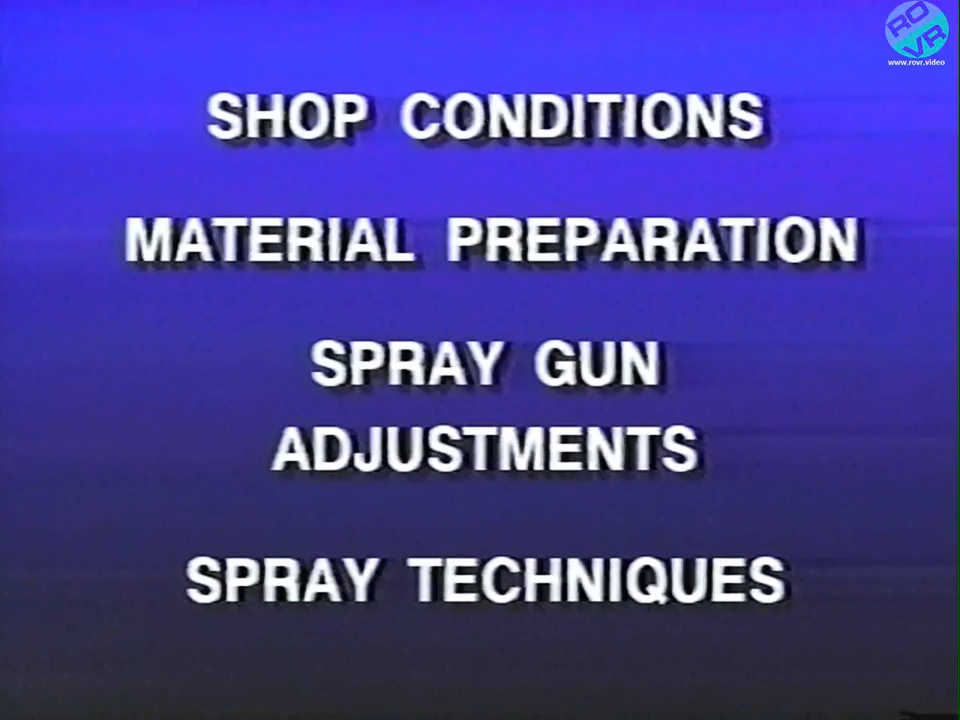 RO
VR
www.rovr.video
SHOP CONDITIONS
MATERIAL PREPARATION
SPRAY GUN
ADJUSTMENTS
SPRAY TECHNIQUES